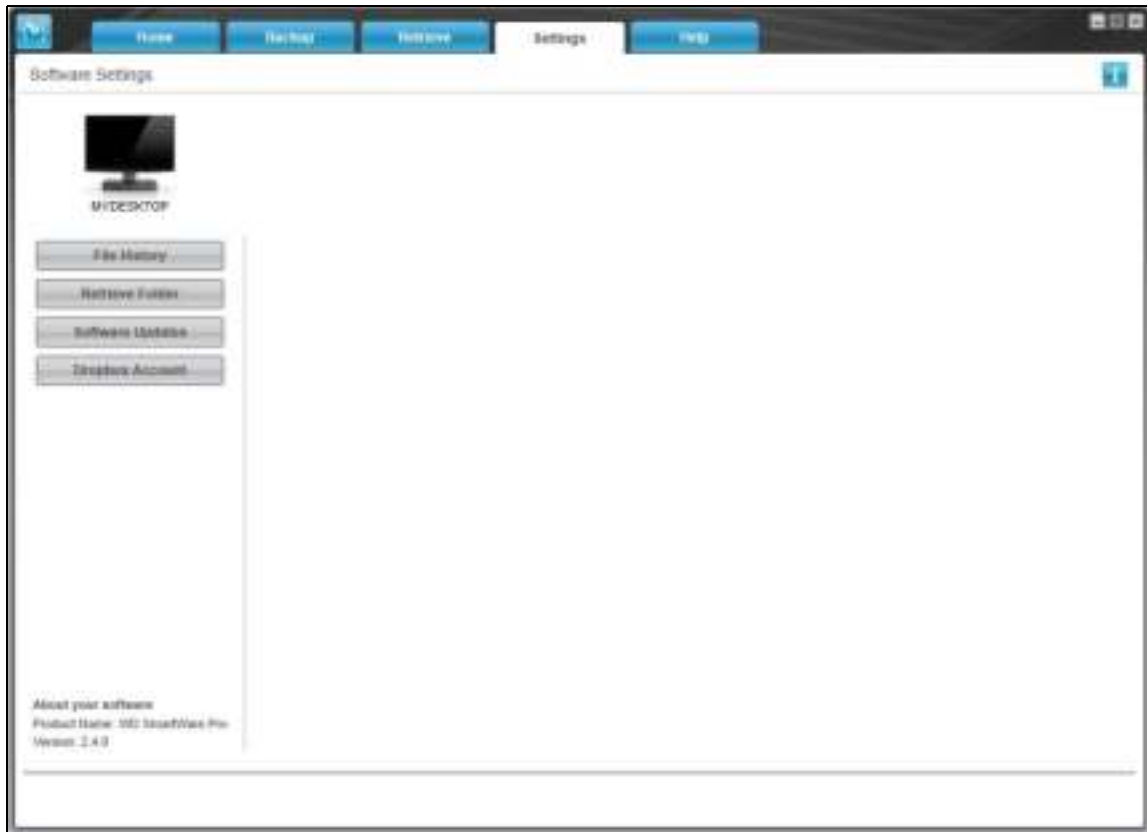 Home
Backup
Retrieve
Settings
Help
Software Settings
MYDESKTOP
File History
Retrieve Folder
Software Updates
Dropbox Account
About your software
Product Name: WD SmartWare Pro
Version: 2.4.0